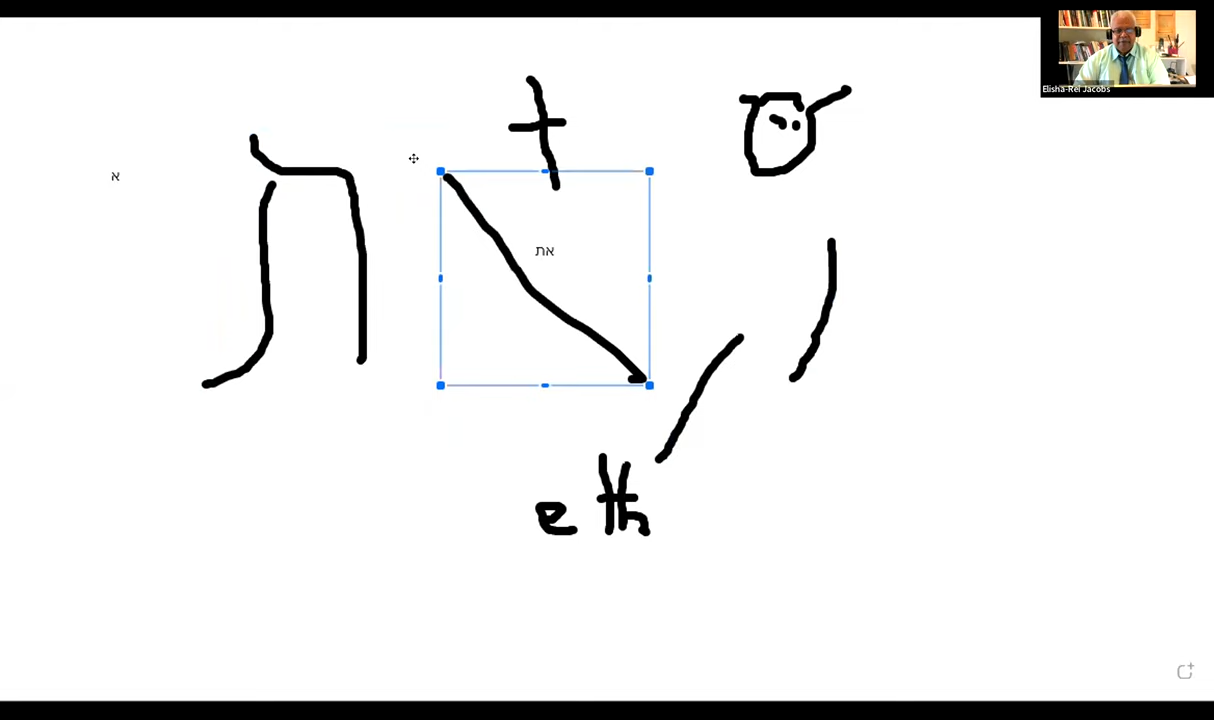 Elisha-Rei Jacobs
א
ת
את
eth